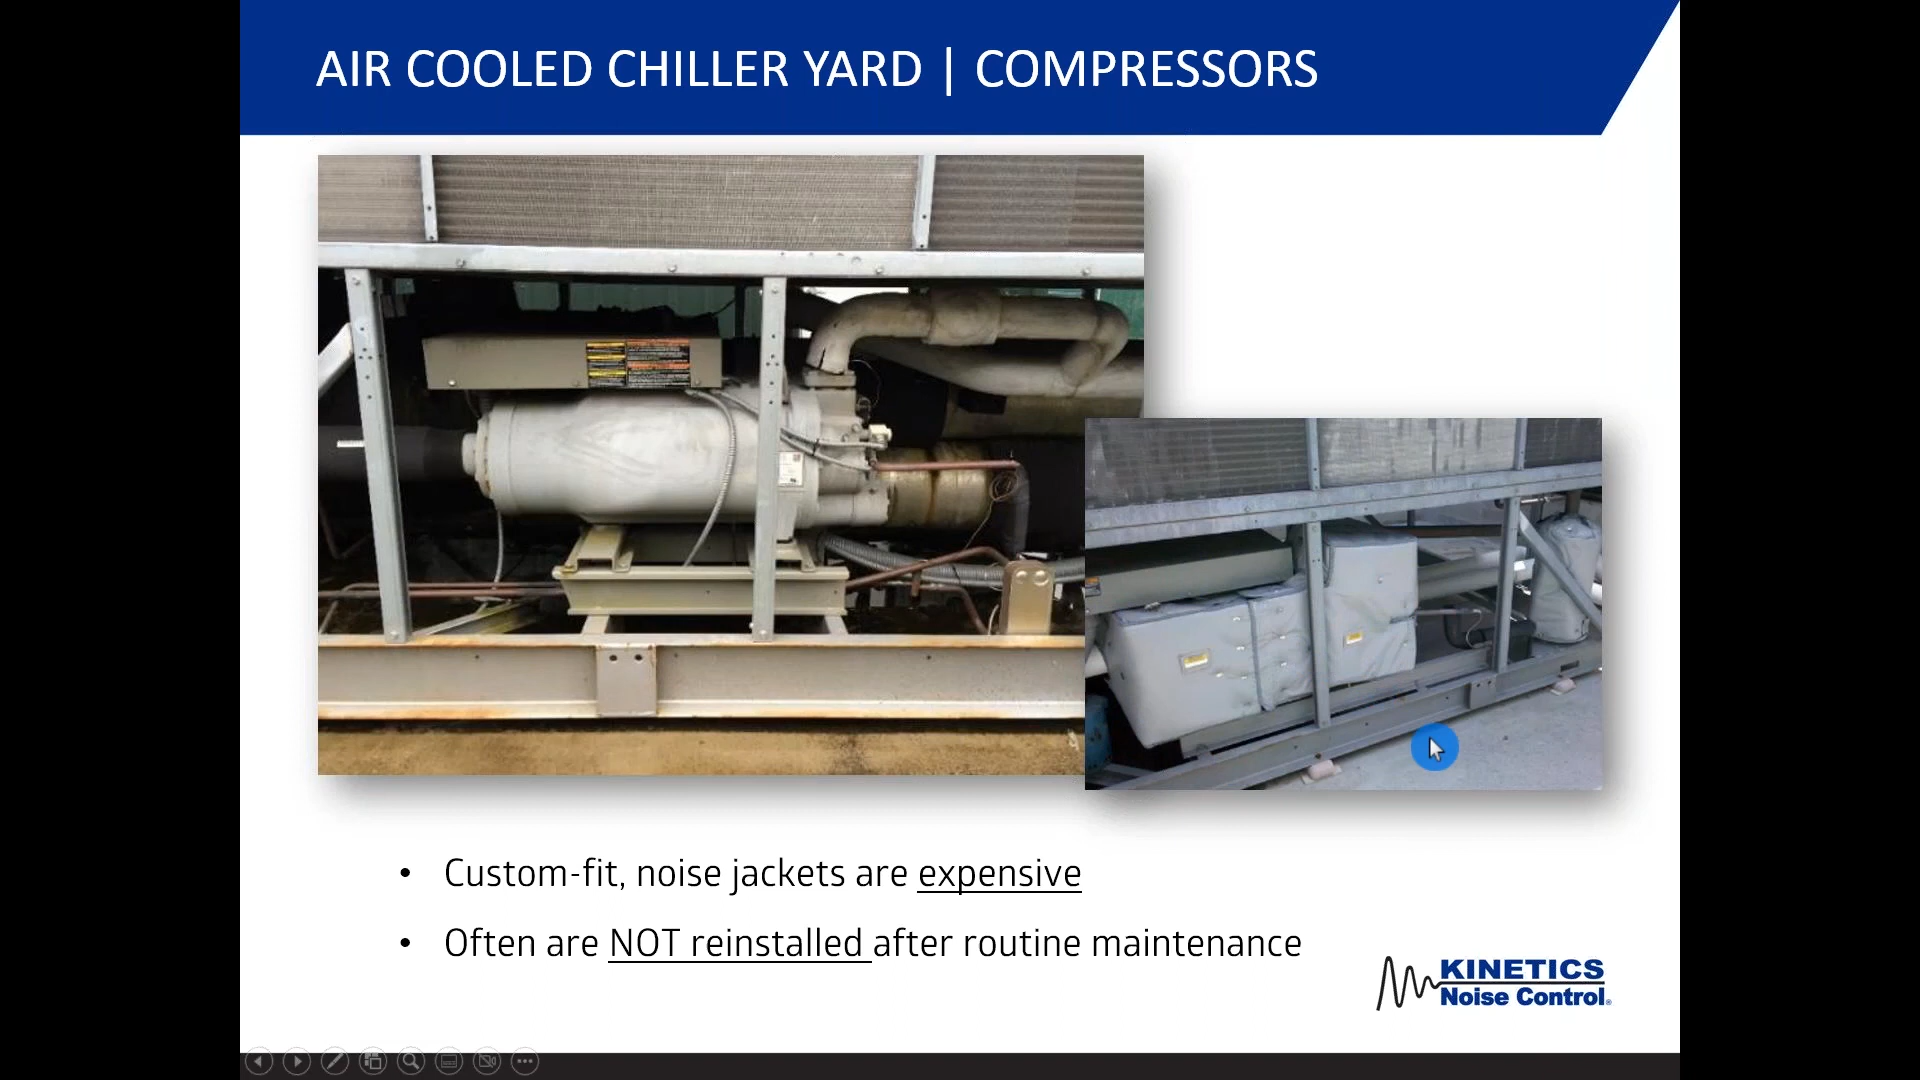 AIR COOLED CHILLER YARD | COMPRESSORS
• Custom-fit, noise jackets are expensive
• Often are NOT reinstalled after routine maintenance
KINETICS
Noise Control®